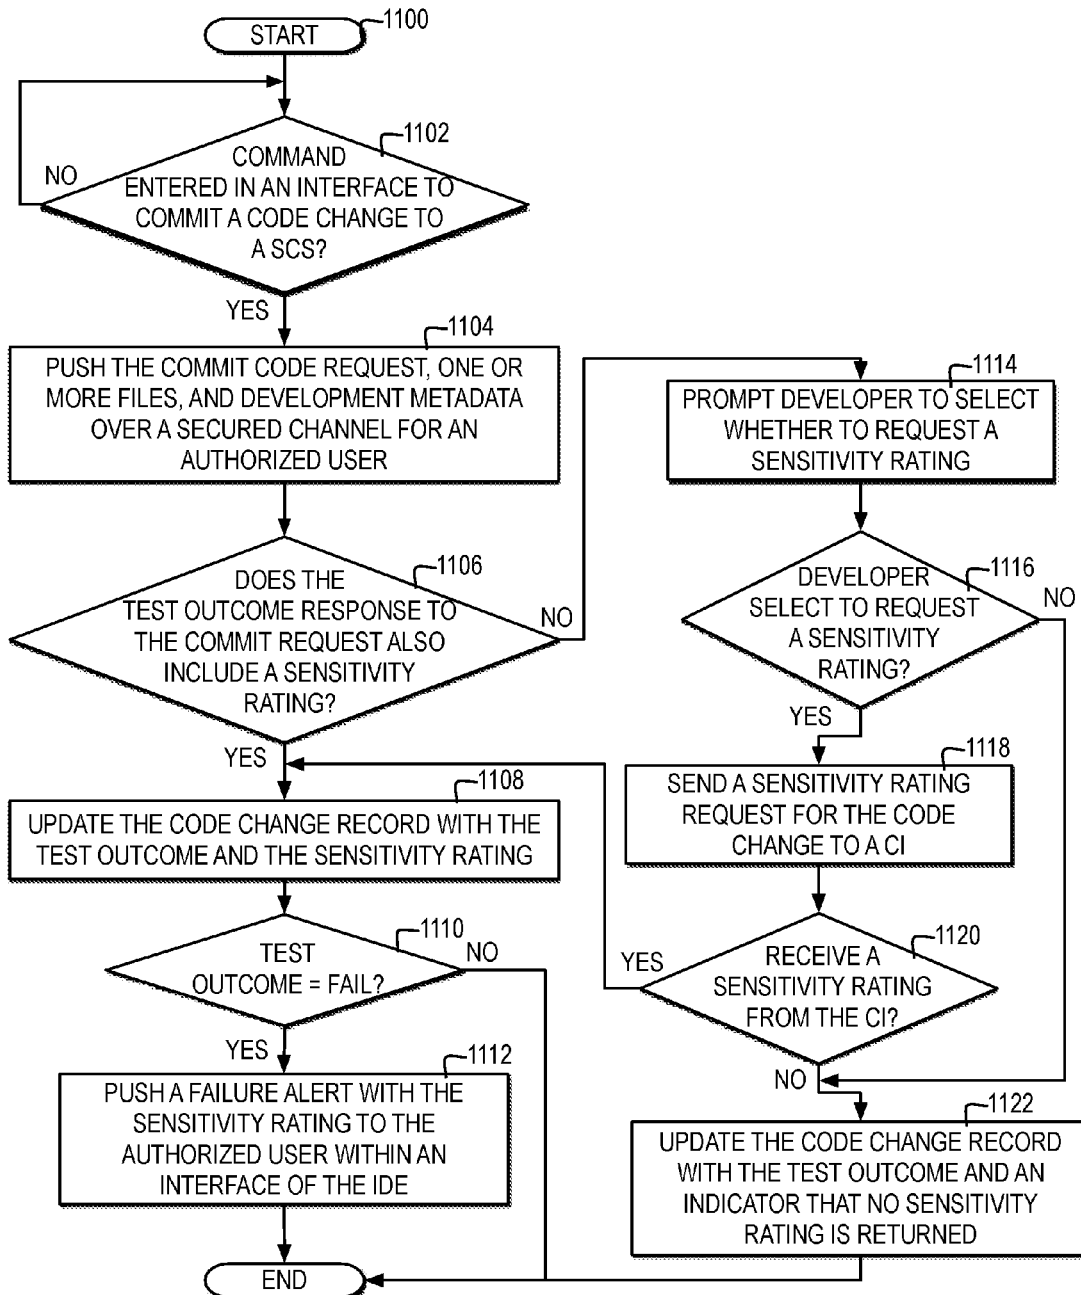 START
1100
1102
COMMAND
ENTERED IN AN INTERFACE TO
COMMIT A CODE CHANGE TO
A SCS?
NO
YES
1104
PUSH THE COMMIT CODE REQUEST, ONE OR
MORE FILES, AND DEVELOPMENT METADATA
OVER A SECURED CHANNEL FOR AN
AUTHORIZED USER
1106
DOES THE
TEST OUTCOME RESPONSE TO
THE COMMIT REQUEST ALSO
INCLUDE A SENSITIVITY
RATING?
NO
YES
1108
UPDATE THE CODE CHANGE RECORD WITH THE
TEST OUTCOME AND THE SENSITIVITY RATING
1110
TEST
OUTCOME = FAIL?
NO
YES
1112
PUSH A FAILURE ALERT WITH THE
SENSITIVITY RATING TO THE
AUTHORIZED USER WITHIN AN
INTERFACE OF THE IDE
END
1114
PROMPT DEVELOPER TO SELECT
WHETHER TO REQUEST A
SENSITIVITY RATING
1116
DEVELOPER
SELECT TO REQUEST
A SENSITIVITY
RATING?
NO
YES
1118
SEND A SENSITIVITY RATING
REQUEST FOR THE CODE
CHANGE TO A CI
1120
RECEIVE A
SENSITIVITY RATING
FROM THE CI?
YES
NO
1122
UPDATE THE CODE CHANGE RECORD
WITH THE TEST OUTCOME AND AN
INDICATOR THAT NO SENSITIVITY
RATING IS RETURNED